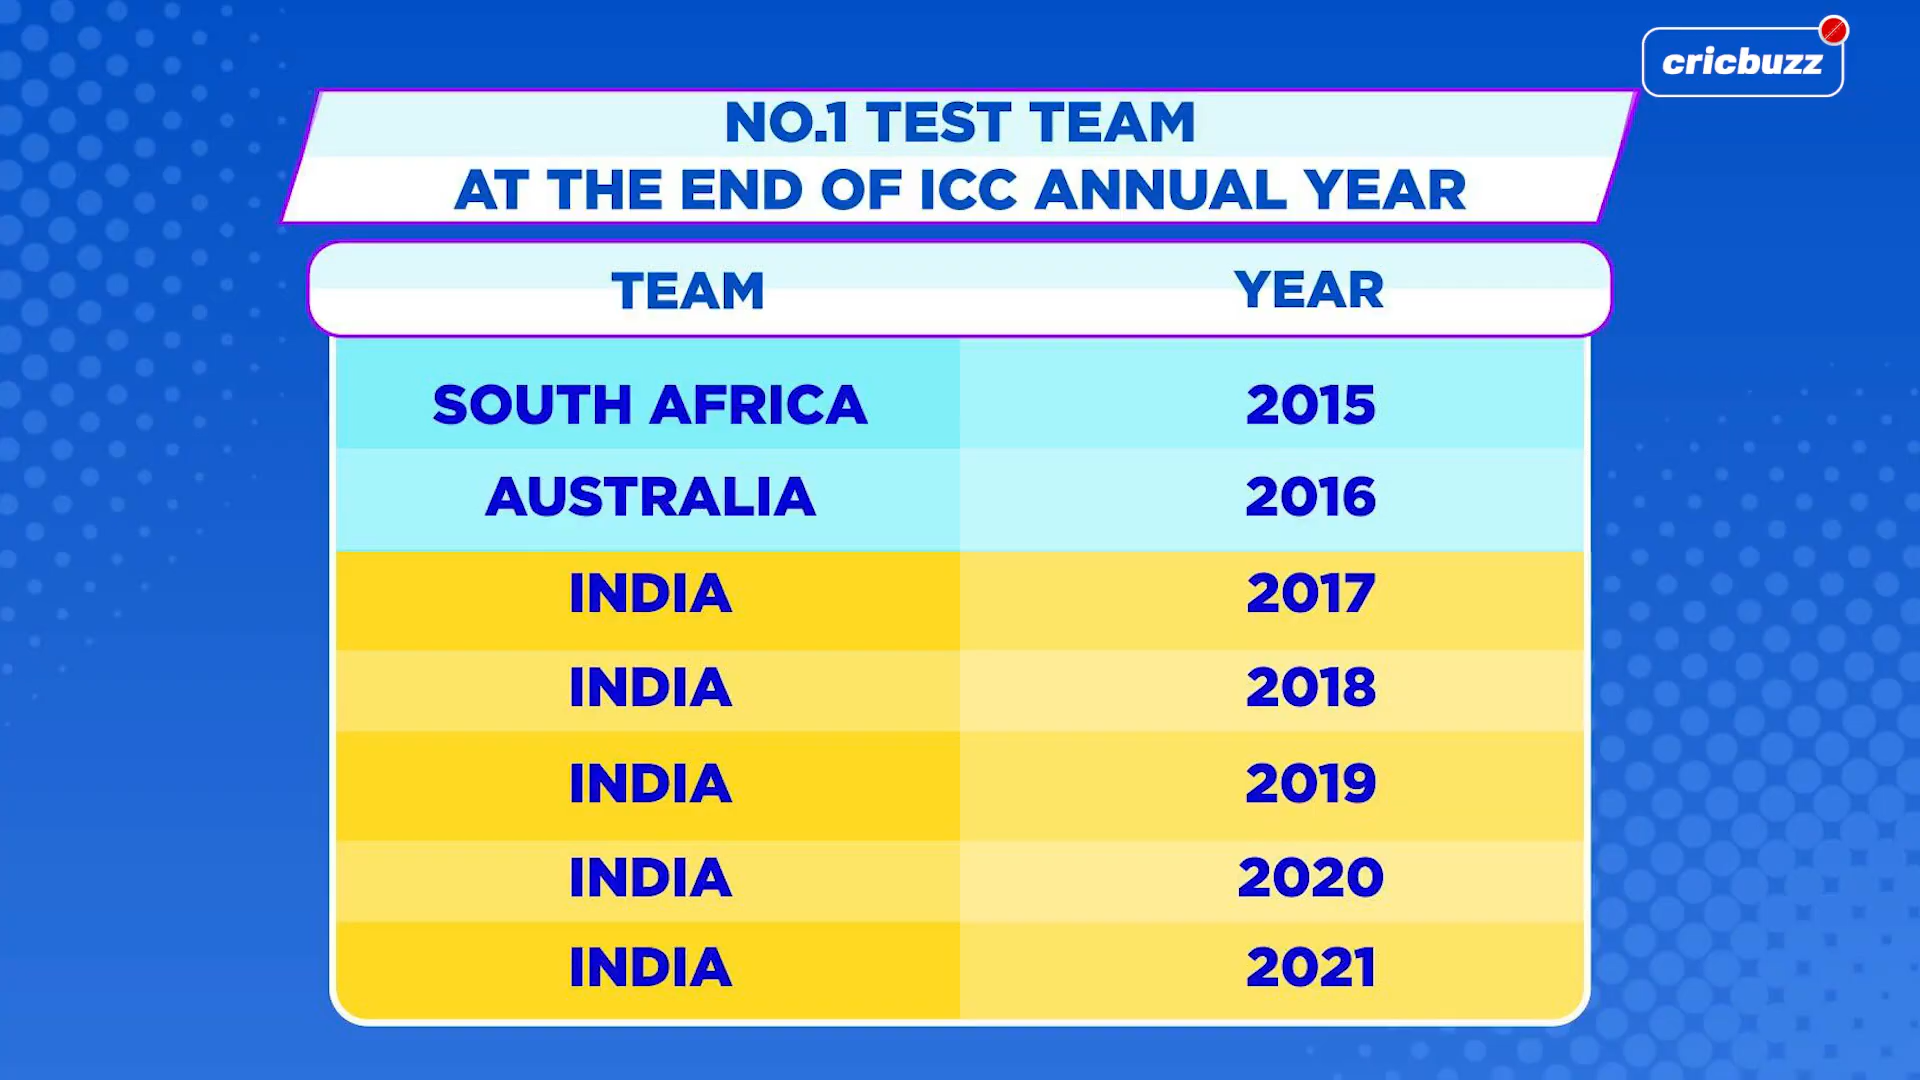 cricbuzz
NO.1 TEST TEAM
AT THE END OF ICC ANNUAL YEAR
TEAM YEAR
SOUTH AFRICA 2015
AUSTRALIA 2016
INDIA 2017
INDIA 2018
INDIA 2019
INDIA 2020
INDIA 2021